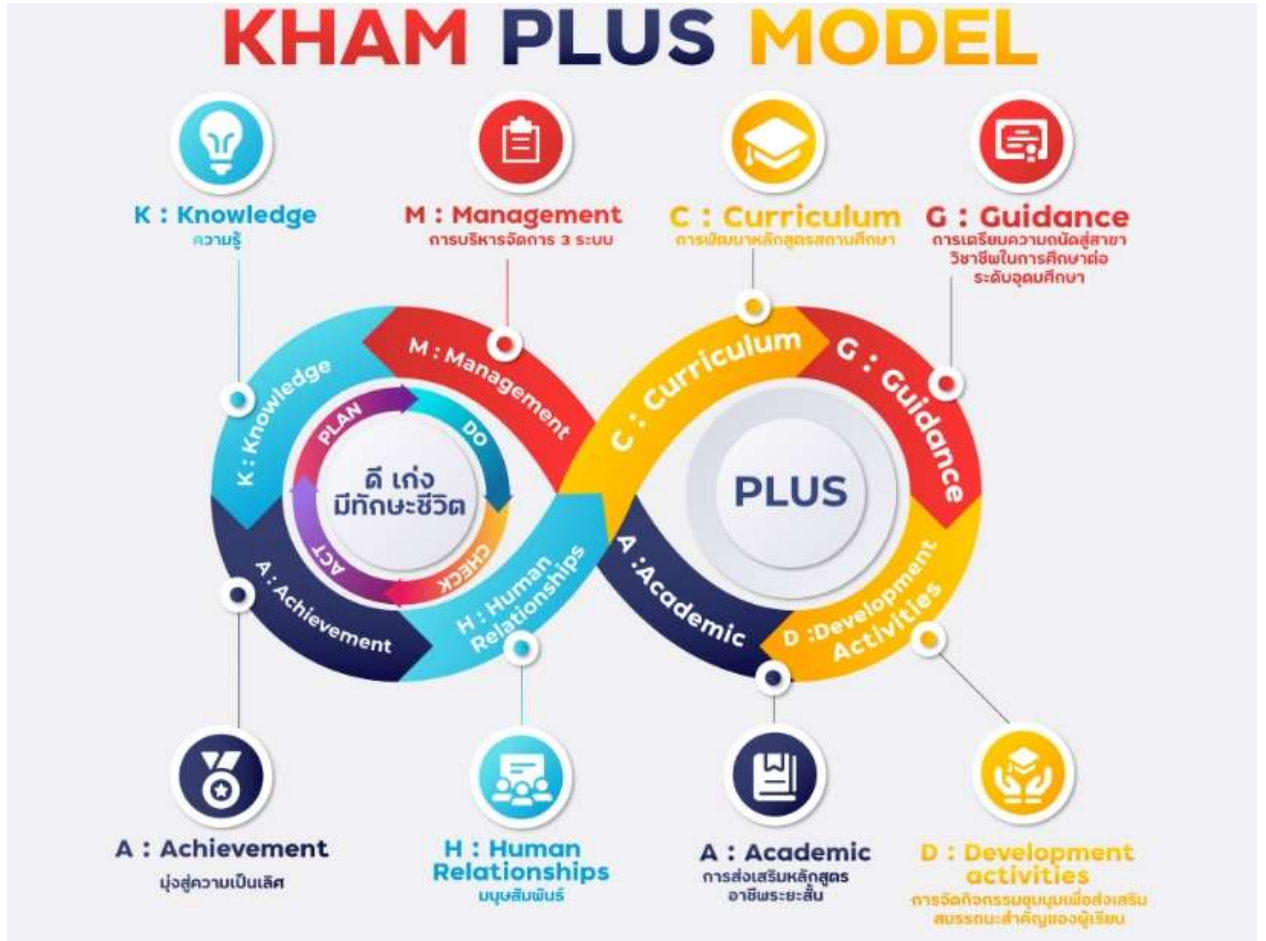 KHAM PLUS MODEL
K : Knowledge
ความรู้
M : Management
การบริหารจัดการ 3 ระบบ
C : Curriculum
การพัฒนาหลักสูตรสถานศึกษา
G : Guidance
การเตรียมความถนัดสู่สาขา
วิชาชีพในการศึกษาต่อ
ระดับอุดมศึกษา
K : Knowledge
M : Management
C : Curriculum
G : Guidance
PLAN
DO
CHECK
ACT
ดี เก่ง
มีทักษะชีวิต
PLUS
A : Achievement
H : Human
Relationships
A :Academic
D :Development
Activities
A : Achievement
มุ่งสู่ความเป็นเลิศ
H : Human
Relationships
มนุษสัมพันธ์
A : Academic
การส่งเสริมหลักสูตร
อาชีพระยะสั้น
D : Development
activities
การจัดกิจกรรมชุมนุมเพื่อส่งเสริม
สมรรถนะสำคัญของผู้เรียน